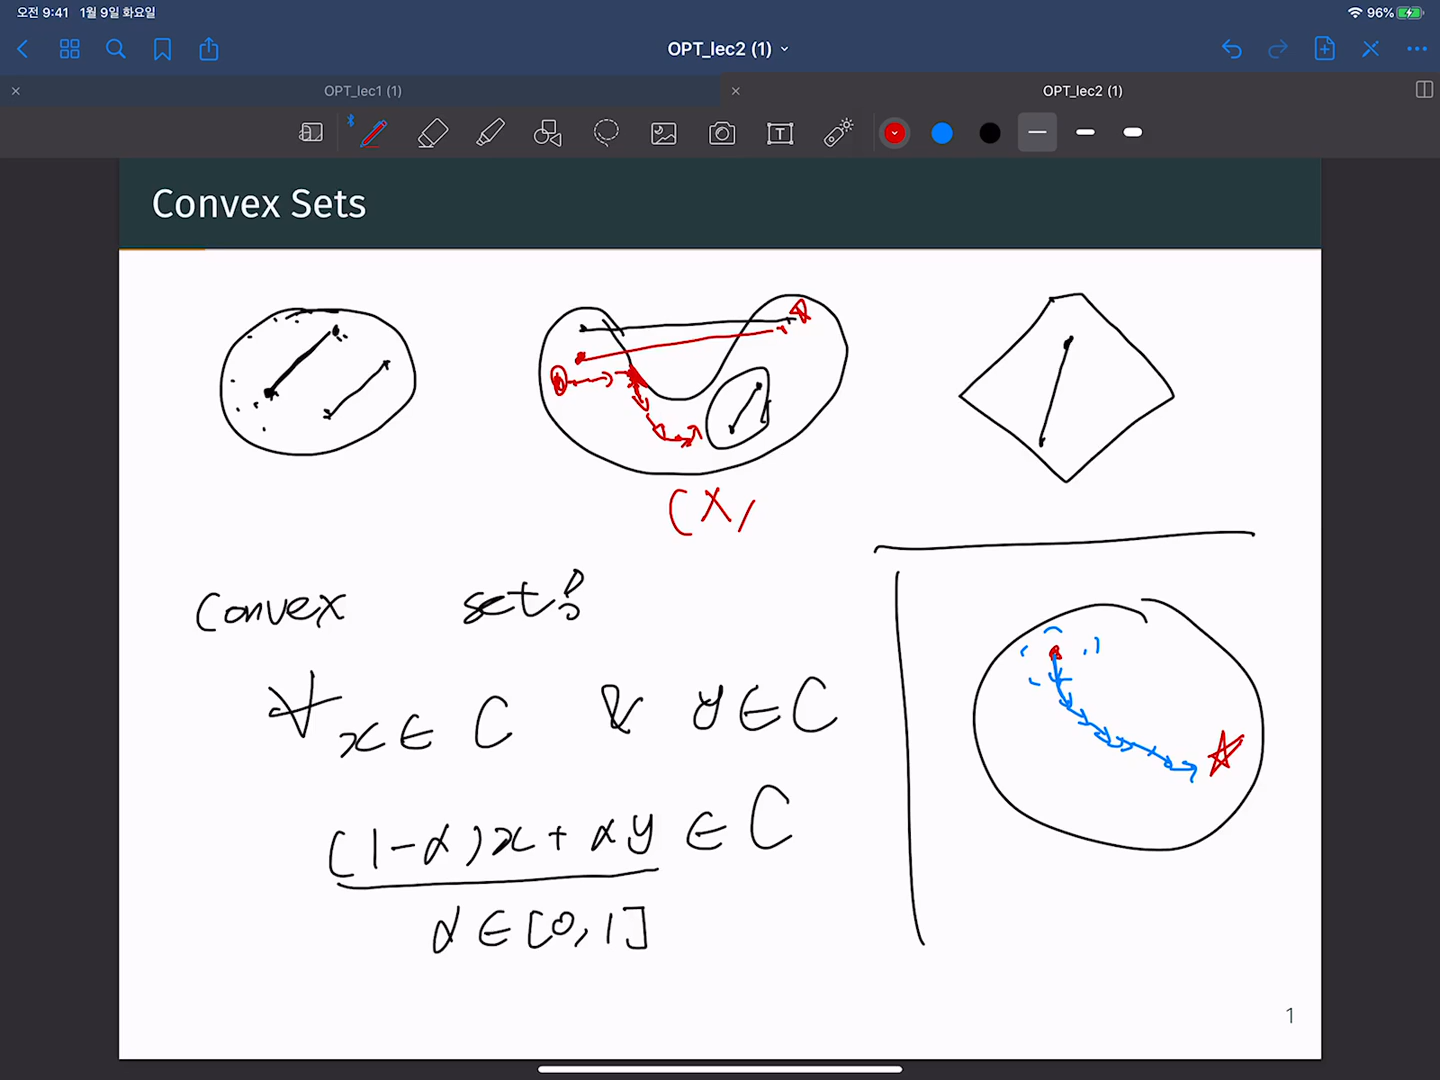 오전 9:41 1월 9일 화요일 96%
OPT_lec2 (1)
OPT_lec1 (1) OPT_lec2 (1)
T
Convex Sets
(X,
Convex set:
∀x∈C & y∈C
(1-α)x+αy ∈ C
α∈[0,1]
1